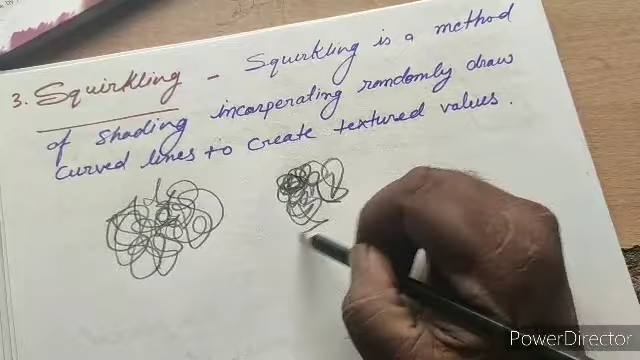 3. Squirkling - Squirkling is a method
of shading incorperating randomly draw
curved lines to create textured values.
PowerDirector